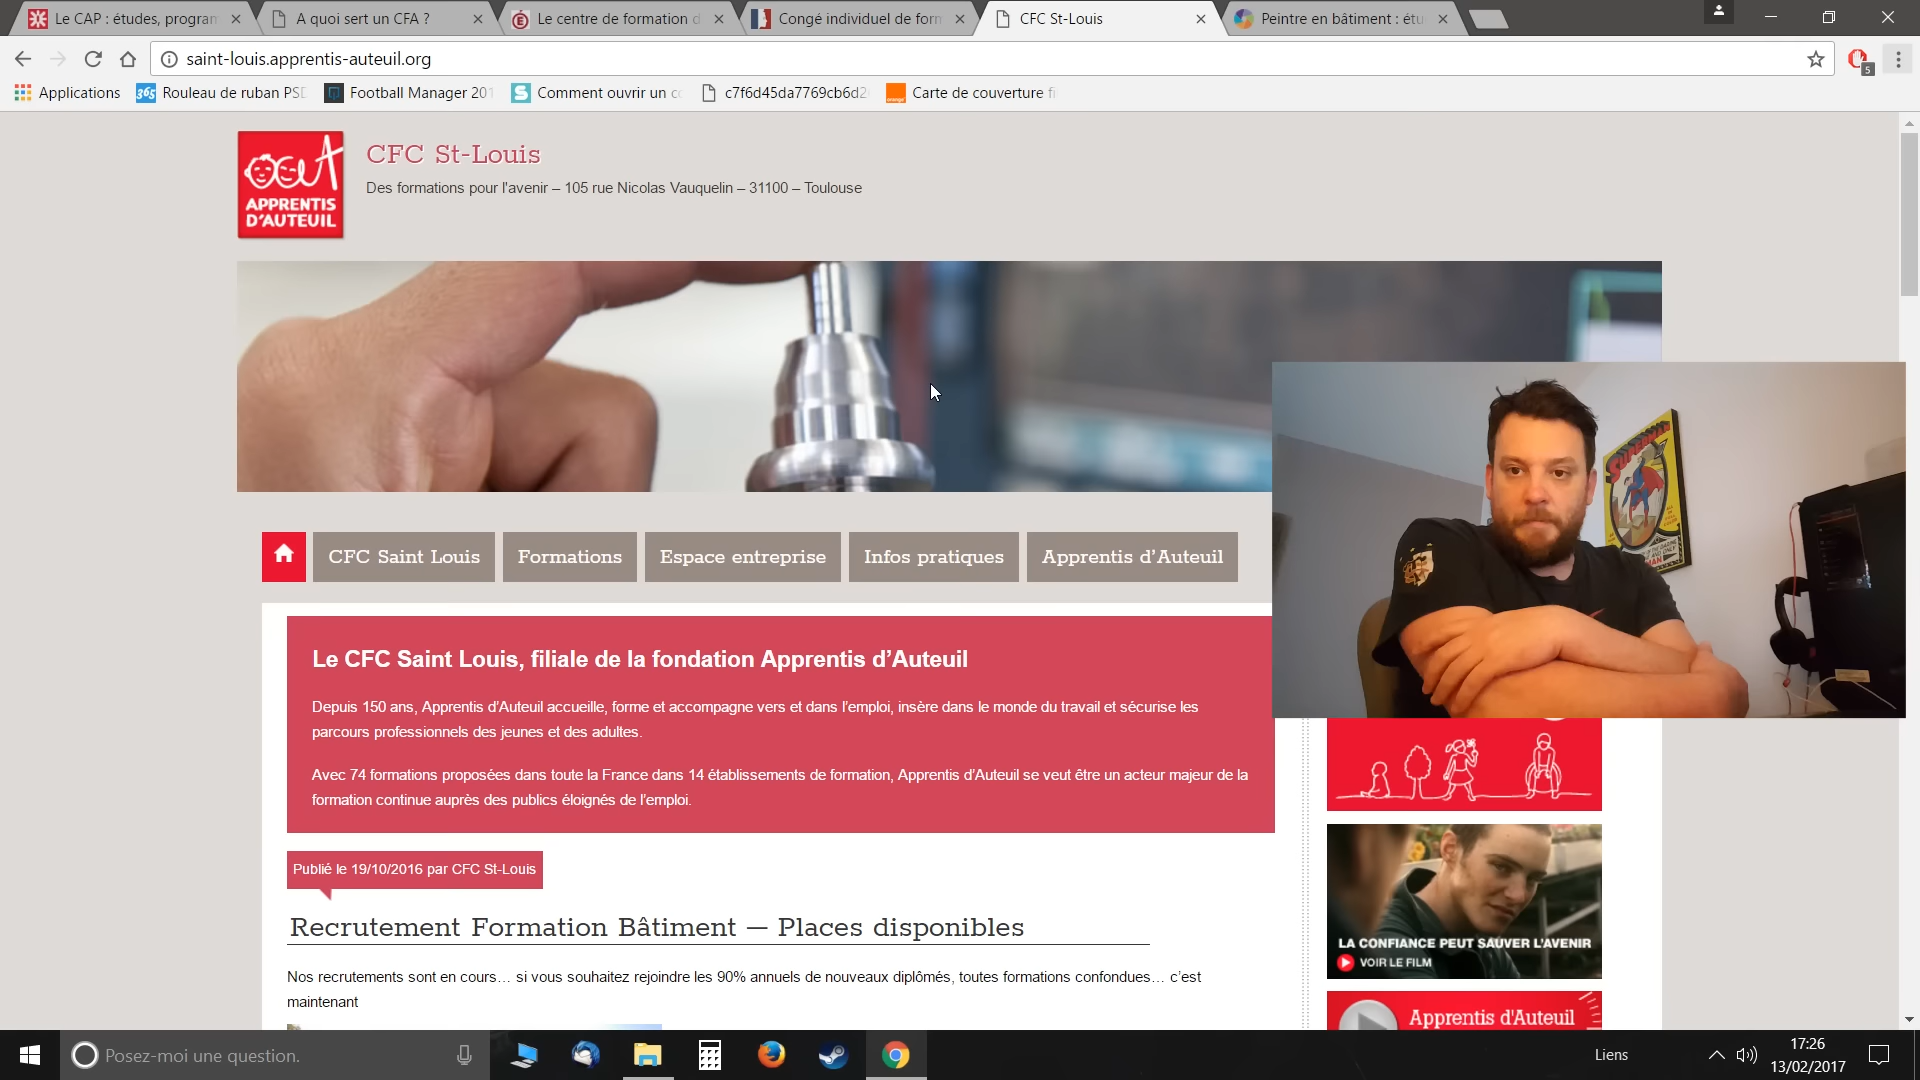 Le CAP : études, program
A quoi sert un CFA ?
Le centre de formation d
Congé individuel de form
CFC St-Louis
Peintre en bâtiment : étu
saint-louis.apprentis-auteuil.org
5
Applications
365
Rouleau de ruban PSD
Football Manager 201
Comment ouvrir un co
c7f6d45da7769cb6d2
Carte de couverture fi
APPRENTIS
D'AUTEUIL
CFC St-Louis
Des formations pour l'avenir – 105 rue Nicolas Vauquelin – 31100 – Toulouse
SUPERMAN
CFC Saint Louis
Formations
Espace entreprise
Infos pratiques
Apprentis d'Auteuil
Le CFC Saint Louis, filiale de la fondation Apprentis d'Auteuil
Depuis 150 ans, Apprentis d'Auteuil accueille, forme et accompagne vers et dans l'emploi, insère dans le monde du travail et sécurise les
parcours professionnels des jeunes et des adultes.
Avec 74 formations proposées dans toute la France dans 14 établissements de formation, Apprentis d'Auteuil se veut être un acteur majeur de la
formation continue auprès des publics éloignés de l'emploi.
Publié le 19/10/2016 par CFC St-Louis
Recrutement Formation Bâtiment — Places disponibles
Nos recrutements sont en cours… si vous souhaitez rejoindre les 90% annuels de nouveaux diplômés, toutes formations confondues… c'est
maintenant
LA CONFIANCE PEUT SAUVER L'AVENIR
VOIR LE FILM
Apprentis d'Auteuil
Posez-moi une question.
Liens
17:26
13/02/2017